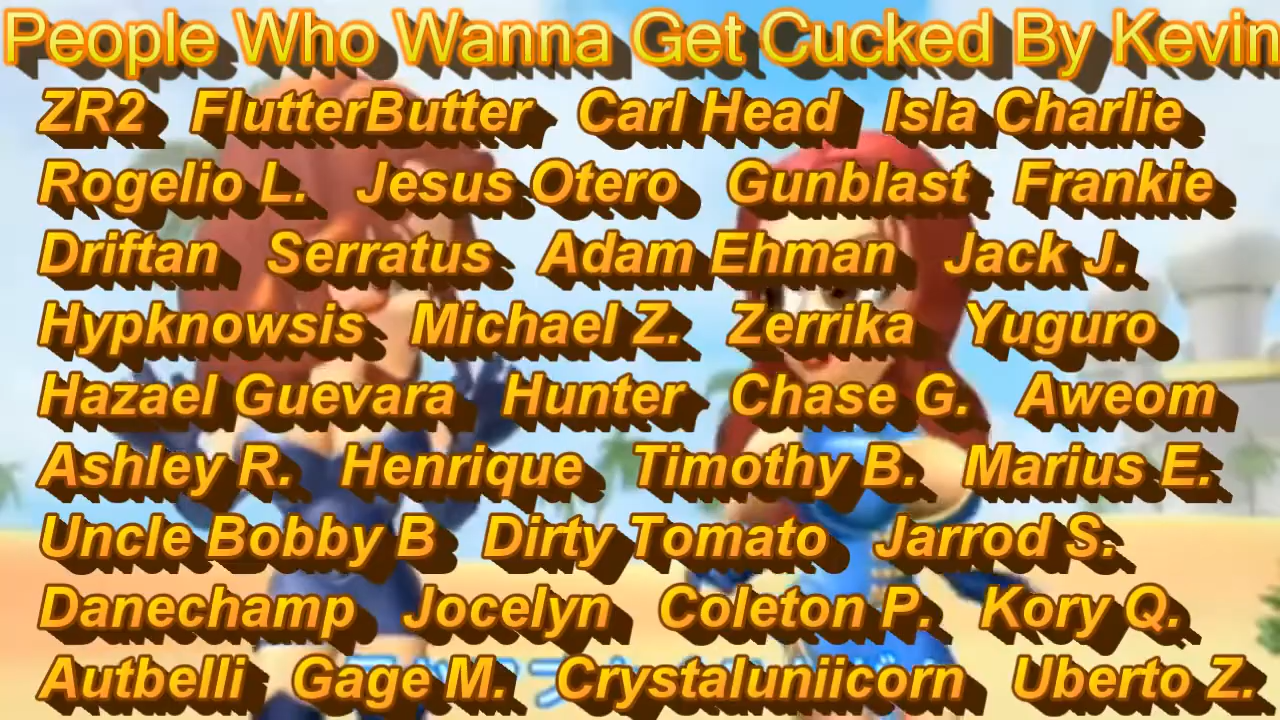 People Who Wanna Get Cucked By Kevin
ZR2 FlutterButter Carl Head Isla Charlie
Rogelio L. Jesus Otero Gunblast Frankie
Driftan Serratus Adam Ehman Jack J.
Hypknowsis Michael Z. Zerrika Yuguro
Hazael Guevara Hunter Chase G. Aweom
Ashley R. Henrique Timothy B. Marius E.
Uncle Bobby B Dirty Tomato Jarrod S.
Danechamp Jocelyn Coleton P. Kory Q.
Autbelli Gage M. Crystaluniicorn Uberto Z.